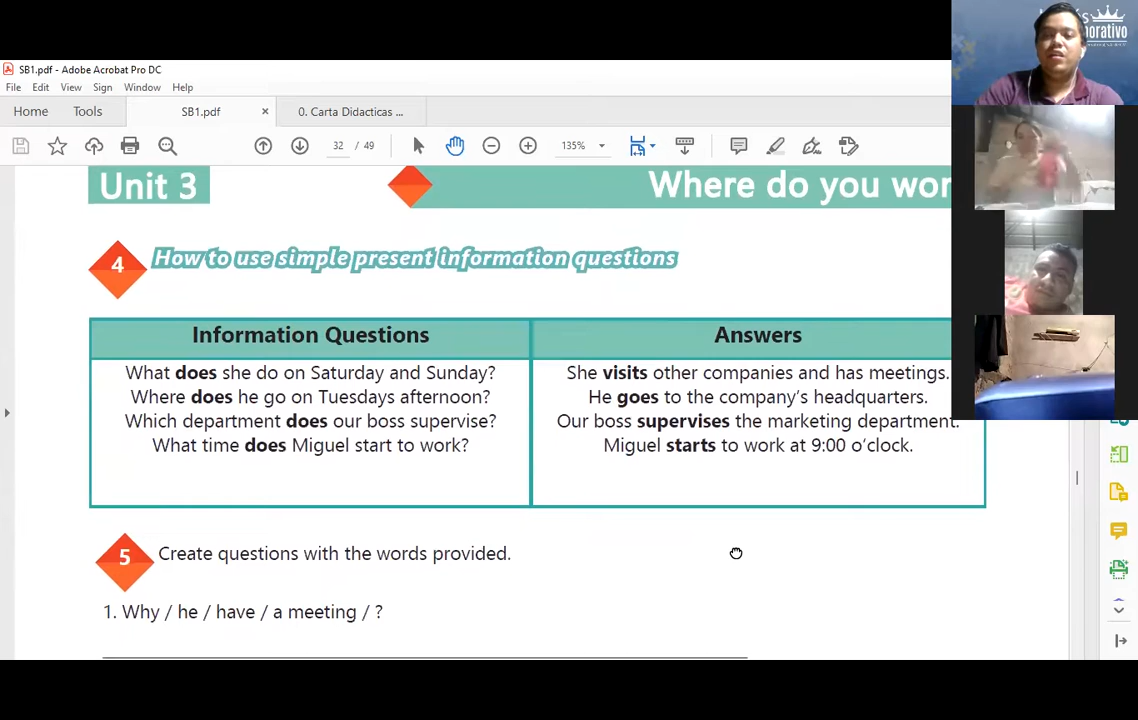 SB1.pdf - Adobe Acrobat Pro DC
File Edit View Sign Window Help
Home Tools SB1.pdf × 0. Carta Didacticas ...
32 / 49 135%
Unit 3 Where do you wor
4 How to use simple present information questions
Information Questions Answers
What does she do on Saturday and Sunday? She visits other companies and has meetings.
Where does he go on Tuesdays afternoon? He goes to the company's headquarters.
Which department does our boss supervise? Our boss supervises the marketing department.
What time does Miguel start to work? Miguel starts to work at 9:00 o'clock.
5 Create questions with the words provided.
1. Why / he / have / a meeting / ?